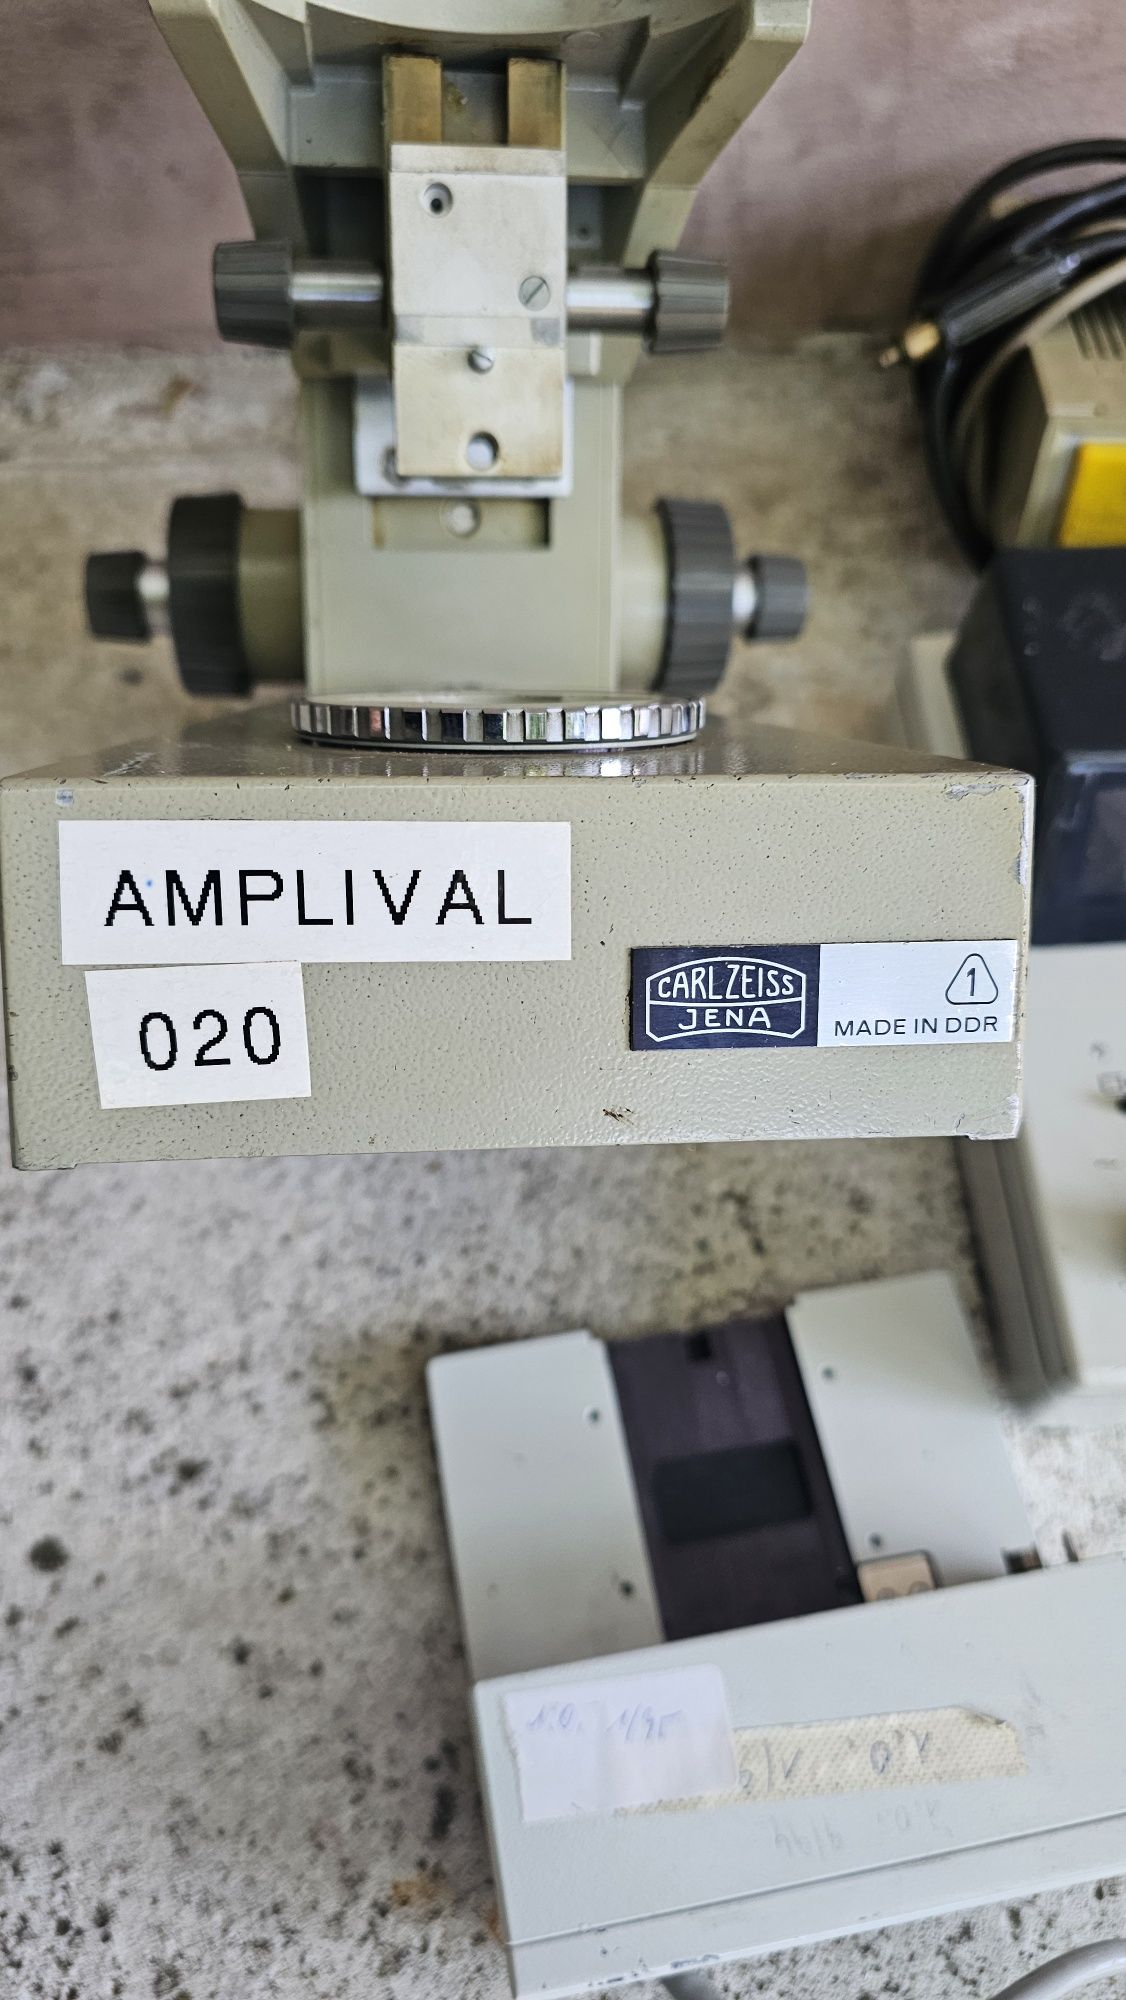 AMPLIVAL
020
CARL ZEISS
JENA
1
MADE IN DDR